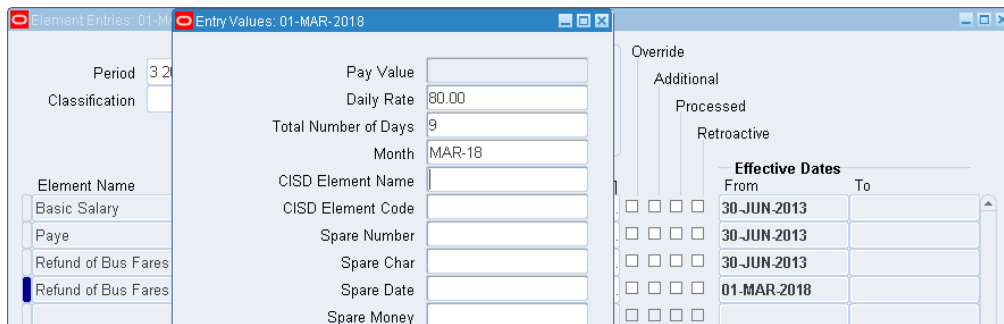 Element Entries: 01-M
Entry Values: 01-MAR-2018
Override
Additional
Processed
Retroactive
Period 3 2
Classification
Pay Value
Daily Rate 80.00
Total Number of Days 9
Month MAR-18
CISD Element Name
CISD Element Code
Spare Number
Spare Char
Spare Date
Spare Money
Effective Dates
Element Name From To
Basic Salary 30-JUN-2013
Paye 30-JUN-2013
Refund of Bus Fares 30-JUN-2013
Refund of Bus Fares 01-MAR-2018